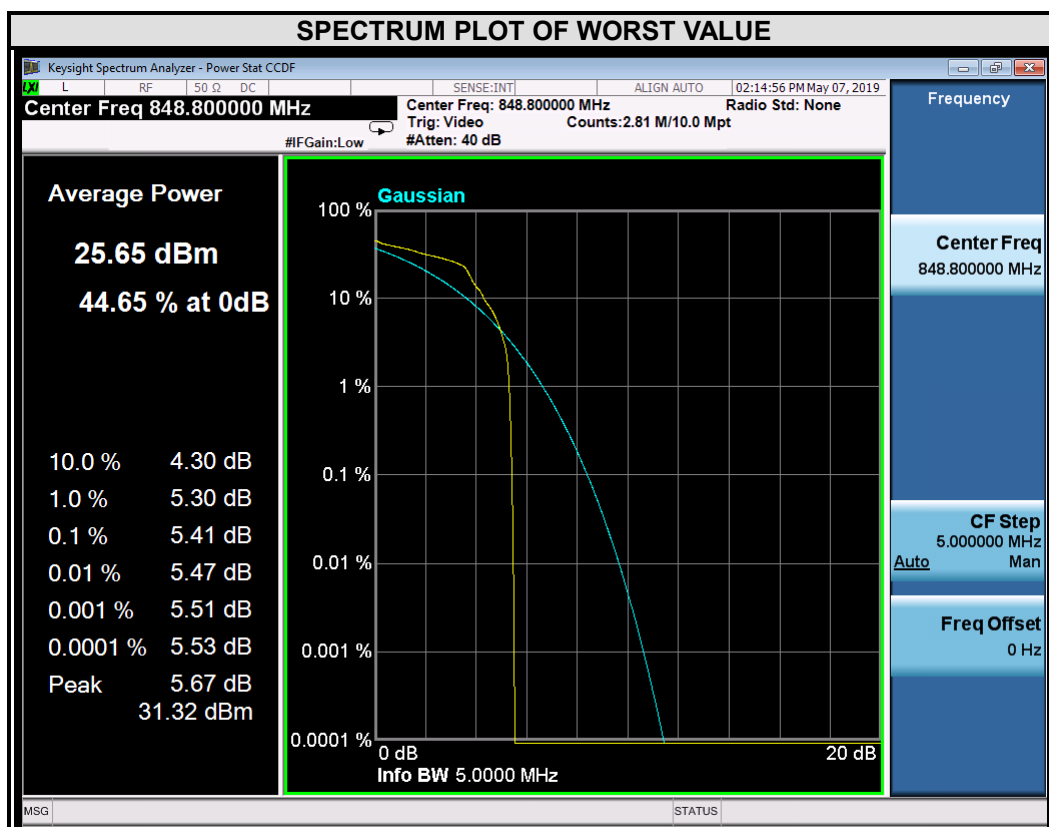 SPECTRUM PLOT OF WORST VALUE
Keysight Spectrum Analyzer - Power Stat CCDF
LXI L RF 50 Ω DC SENSE:INT ALIGN AUTO 02:14:56 PM May 07, 2019
Center Freq 848.800000 MHz
Center Freq: 848.800000 MHz Radio Std: None
Trig: Video Counts:2.81 M/10.0 Mpt
#IFGain:Low #Atten: 40 dB
Average Power
25.65 dBm
44.65 % at 0dB
10.0 % 4.30 dB
1.0 % 5.30 dB
0.1 % 5.41 dB
0.01 % 5.47 dB
0.001 % 5.51 dB
0.0001 % 5.53 dB
Peak 5.67 dB
31.32 dBm
Gaussian
100 %
10 %
1 %
0.1 %
0.01 %
0.001 %
0.0001 %
0 dB 20 dB
Info BW 5.0000 MHz
Frequency
Center Freq
848.800000 MHz
CF Step
5.000000 MHz
Auto Man
Freq Offset
0 Hz
MSG STATUS